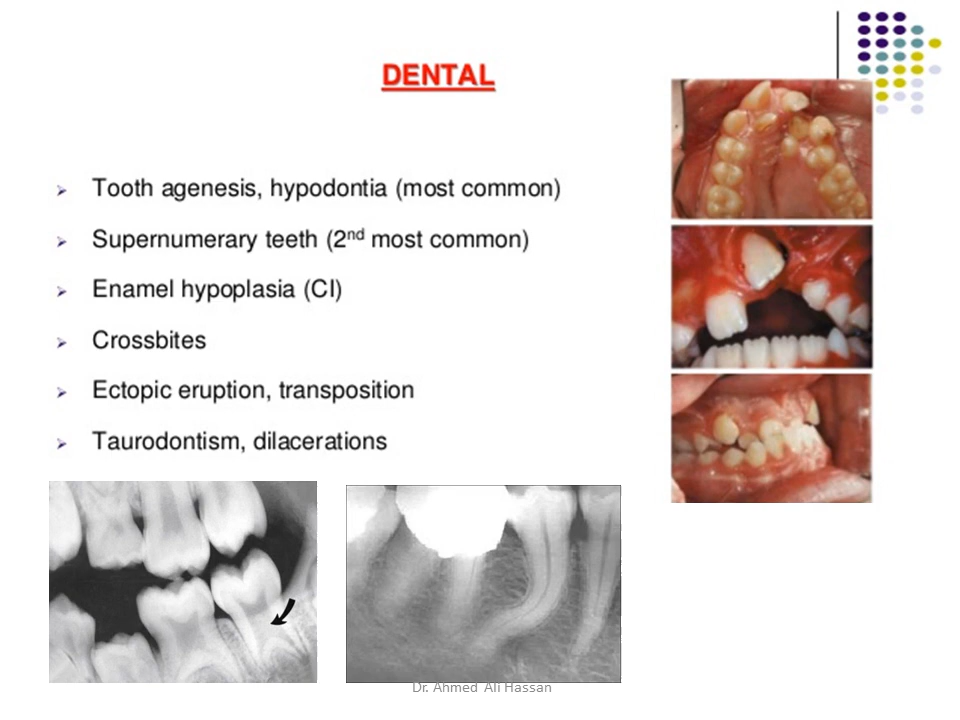 DENTAL
Tooth agenesis, hypodontia (most common)
Supernumerary teeth (2nd most common)
Enamel hypoplasia (CI)
Crossbites
Ectopic eruption, transposition
Taurodontism, dilacerations
Dr. Ahmed Ali Hassan